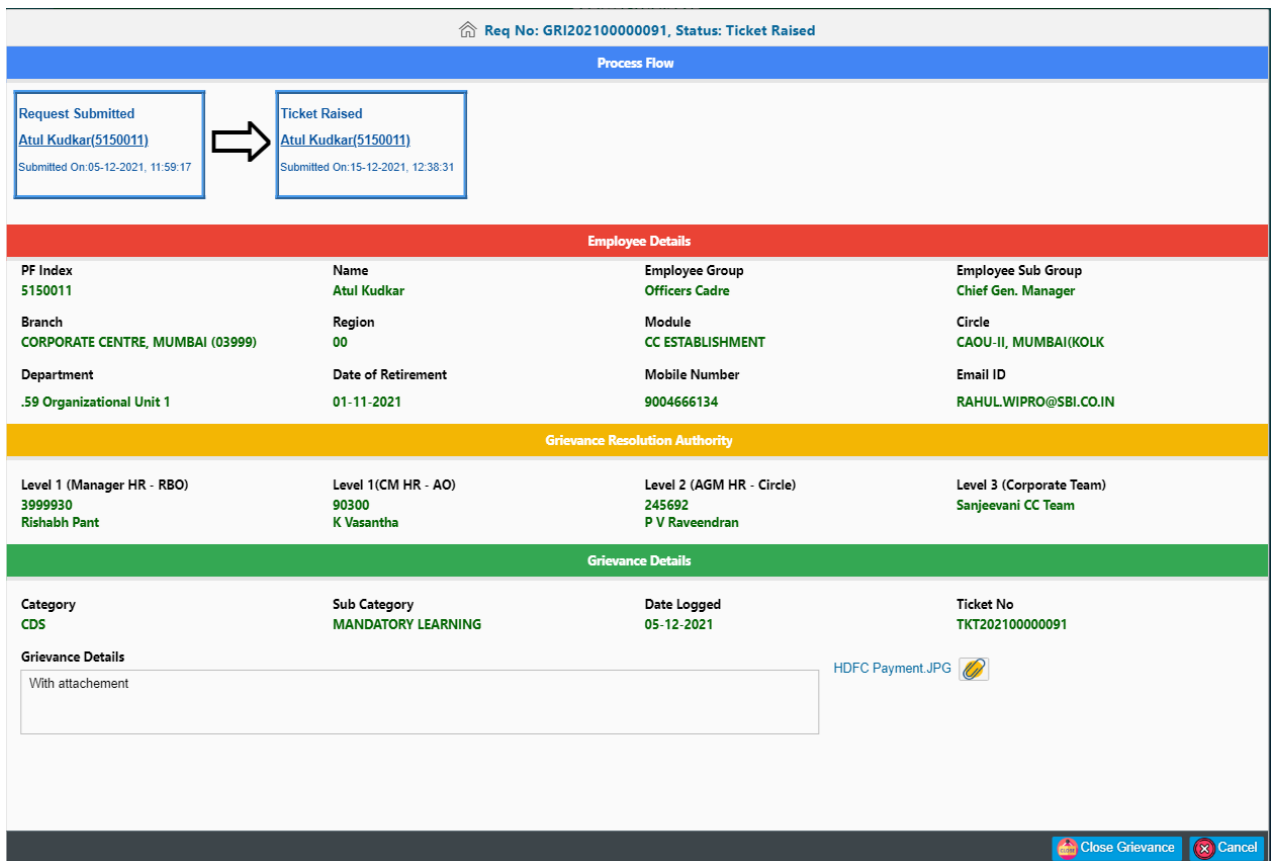 Req No: GRI202100000091, Status: Ticket Raised
Process Flow
Request Submitted
Atul Kudkar(5150011)
Submitted On:05-12-2021, 11:59:17
Ticket Raised
Atul Kudkar(5150011)
Submitted On:15-12-2021, 12:38:31
Employee Details
PF Index Name Employee Group Employee Sub Group
5150011 Atul Kudkar Officers Cadre Chief Gen. Manager
Branch Region Module Circle
CORPORATE CENTRE, MUMBAI (03999) 00 CC ESTABLISHMENT CAOU-II, MUMBAI(KOLK
Department Date of Retirement Mobile Number Email ID
.59 Organizational Unit 1 01-11-2021 9004666134 RAHUL.WIPRO@SBI.CO.IN
Grievance Resolution Authority
Level 1 (Manager HR - RBO) Level 1(CM HR - AO) Level 2 (AGM HR - Circle) Level 3 (Corporate Team)
3999930 90300 245692 Sanjeevani CC Team
Rishabh Pant K Vasantha P V Raveendran
Grievance Details
Category Sub Category Date Logged Ticket No
CDS MANDATORY LEARNING 05-12-2021 TKT202100000091
Grievance Details
With attachement
HDFC Payment.JPG
Close Grievance Cancel